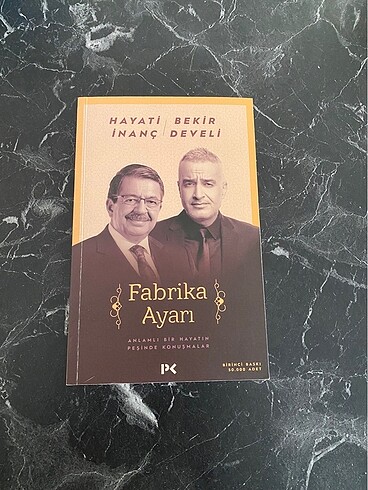 HAYATİ İNANÇ
BEKİR DEVELİ
Fabrika
Ayarı
ANLAMLI BİR HAYATIN
PEŞİNDE KONUŞMALAR
PK
BİRİNCİ BASKI
50.000 ADET